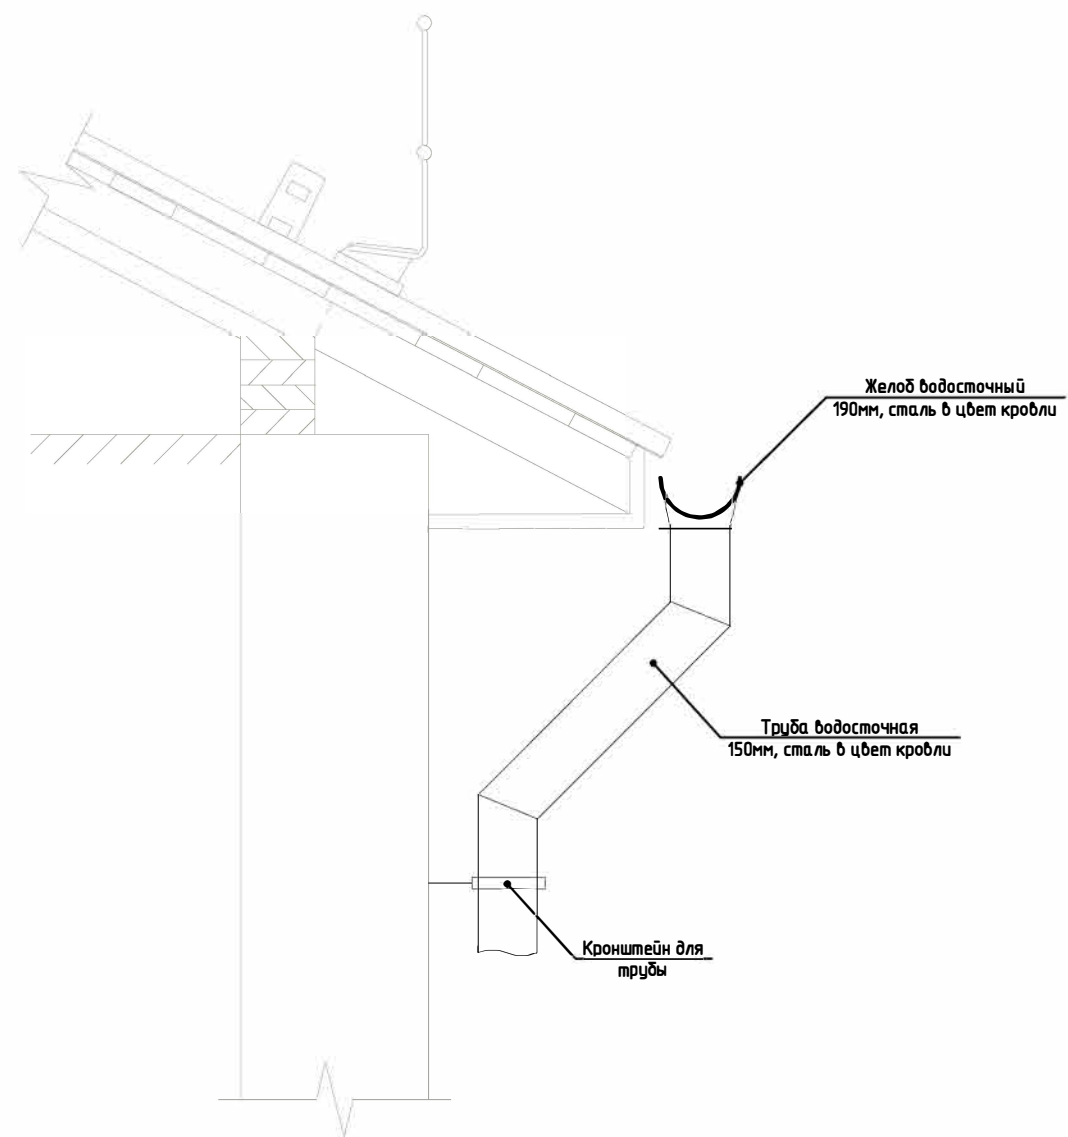 Желоб водосточный
190мм, сталь в цвет кровли
Труба водосточная
150мм, сталь в цвет кровли
Кронштейн для
трубы